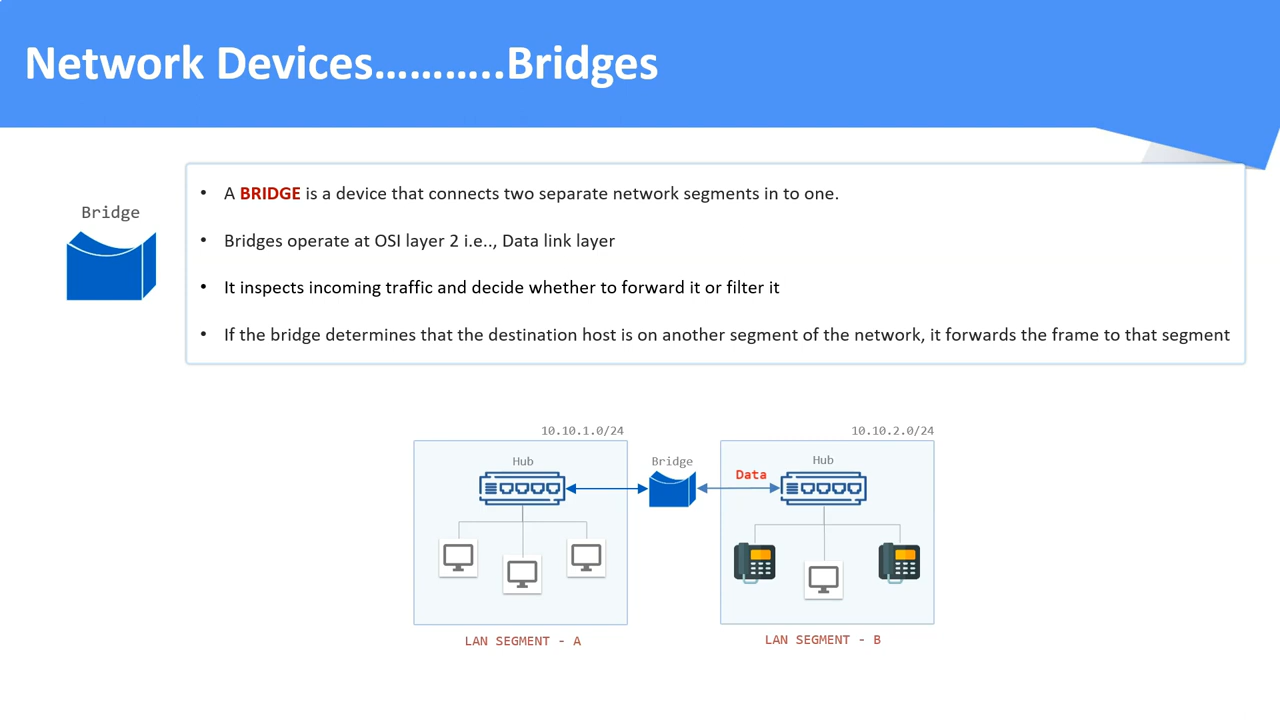 Network Devices………..Bridges
Bridge
• A BRIDGE is a device that connects two separate network segments in to one.
• Bridges operate at OSI layer 2 i.e.., Data link layer
• It inspects incoming traffic and decide whether to forward it or filter it
• If the bridge determines that the destination host is on another segment of the network, it forwards the frame to that segment
10.10.1.0/24
10.10.2.0/24
Hub
Bridge
Data
Hub
LAN SEGMENT - A
LAN SEGMENT - B